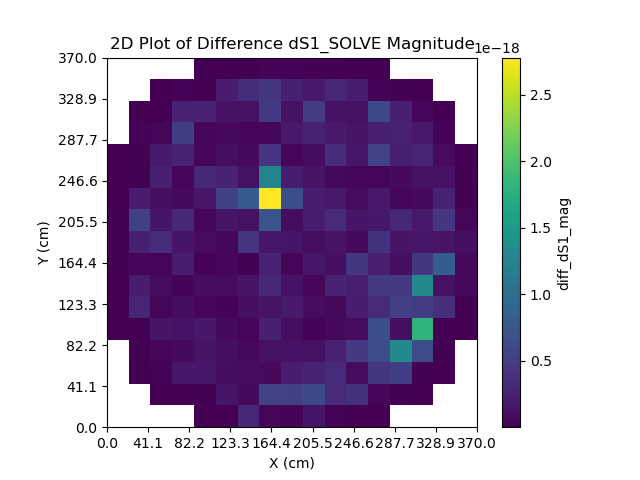 2D Plot of Difference dS1_SOLVE Magnitude
1e−18
370.0
328.9
287.7
246.6
205.5
164.4
123.3
82.2
41.1
0.0
Y (cm)
0.0 41.1 82.2 123.3 164.4 205.5 246.6 287.7 328.9 370.0
X (cm)
2.5
2.0
1.5
1.0
0.5
diff_dS1_mag